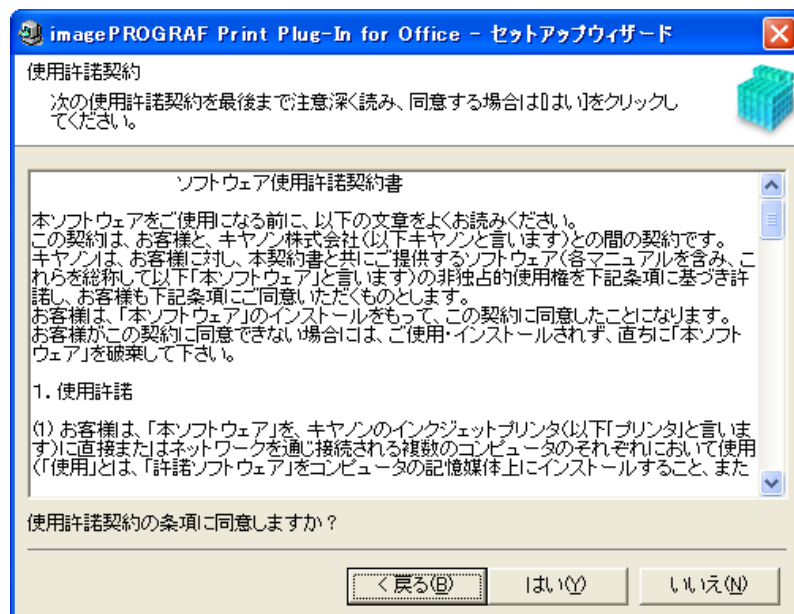 imagePROGRAF Print Plug-In for Office - セットアップウィザード
使用許諾契約
次の使用許諾契約を最後まで注意深く読み、同意する場合は[はい]をクリックし
てください。
ソフトウェア使用許諾契約書
本ソフトウェアをご使用になる前に、以下の文章をよくお読みください。
この契約は、お客様と、キヤノン株式会社(以下キヤノンと言います)との間の契約です。
キヤノンは、お客様に対し、本契約書と共にご提供するソフトウェア(各マニュアルを含み、こ
れらを総称して以下「本ソフトウェア」と言います)の非独占的使用権を下記条項に基づき許
諾し、お客様も下記条項にご同意いただくものとします。
お客様は、「本ソフトウェア」のインストールをもって、この契約に同意したことになります。
お客様がこの契約に同意できない場合には、ご使用・インストールされず、直ちに「本ソフト
ウェア」を破棄して下さい。
1. 使用許諾
(1) お客様は、「本ソフトウェア」を、キヤノンのインクジェットプリンタ(以下「プリンタ」と言いま
す)に直接またはネットワークを通じ接続される複数のコンピュータのそれぞれにおいて使用
(「使用」とは、「許諾ソフトウェア」をコンピュータの記憶媒体上にインストールすること、また
使用許諾契約の条項に同意しますか？
< 戻る(B)
はい(Y)
いいえ(N)